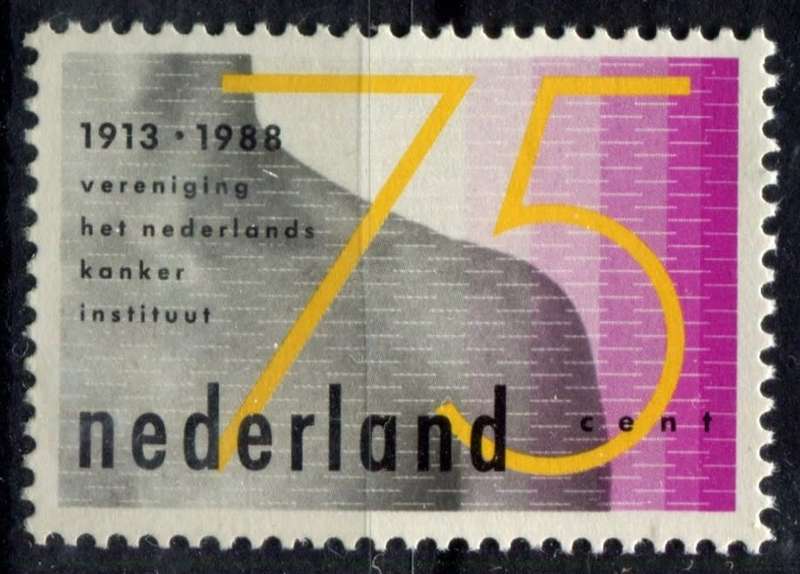 75
1913 • 1988
vereniging
het nederlands
kanker
instituut
nederland
cent